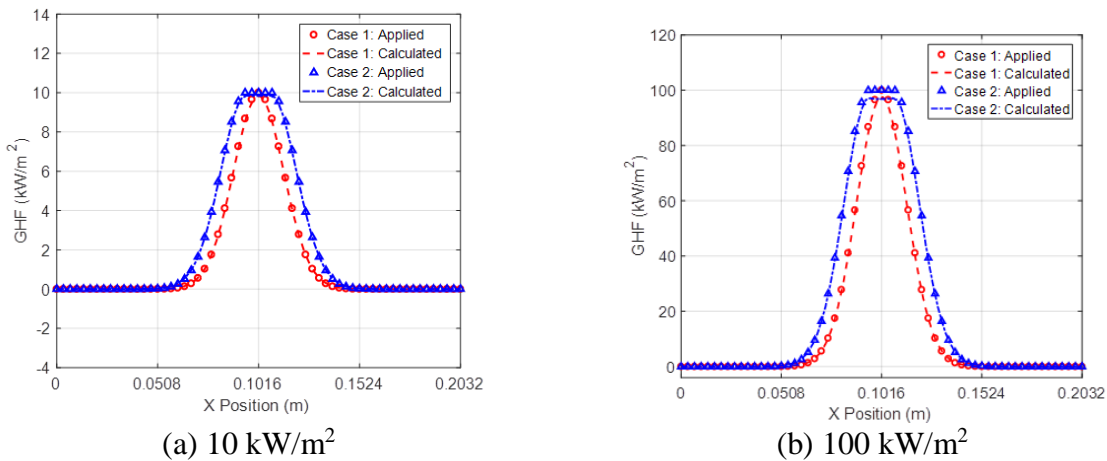 14
12
10
8
6
4
2
0
-2
-4
GHF (kW/m²)
Case 1: Applied
Case 1: Calculated
Case 2: Applied
Case 2: Calculated
0 0.0508 0.1016 0.1524 0.2032
X Position (m)
(a) 10 kW/m²
120
100
80
60
40
20
0
GHF (kW/m²)
Case 1: Applied
Case 1: Calculated
Case 2: Applied
Case 2: Calculated
0 0.0508 0.1016 0.1524 0.2032
X Position (m)
(b) 100 kW/m²